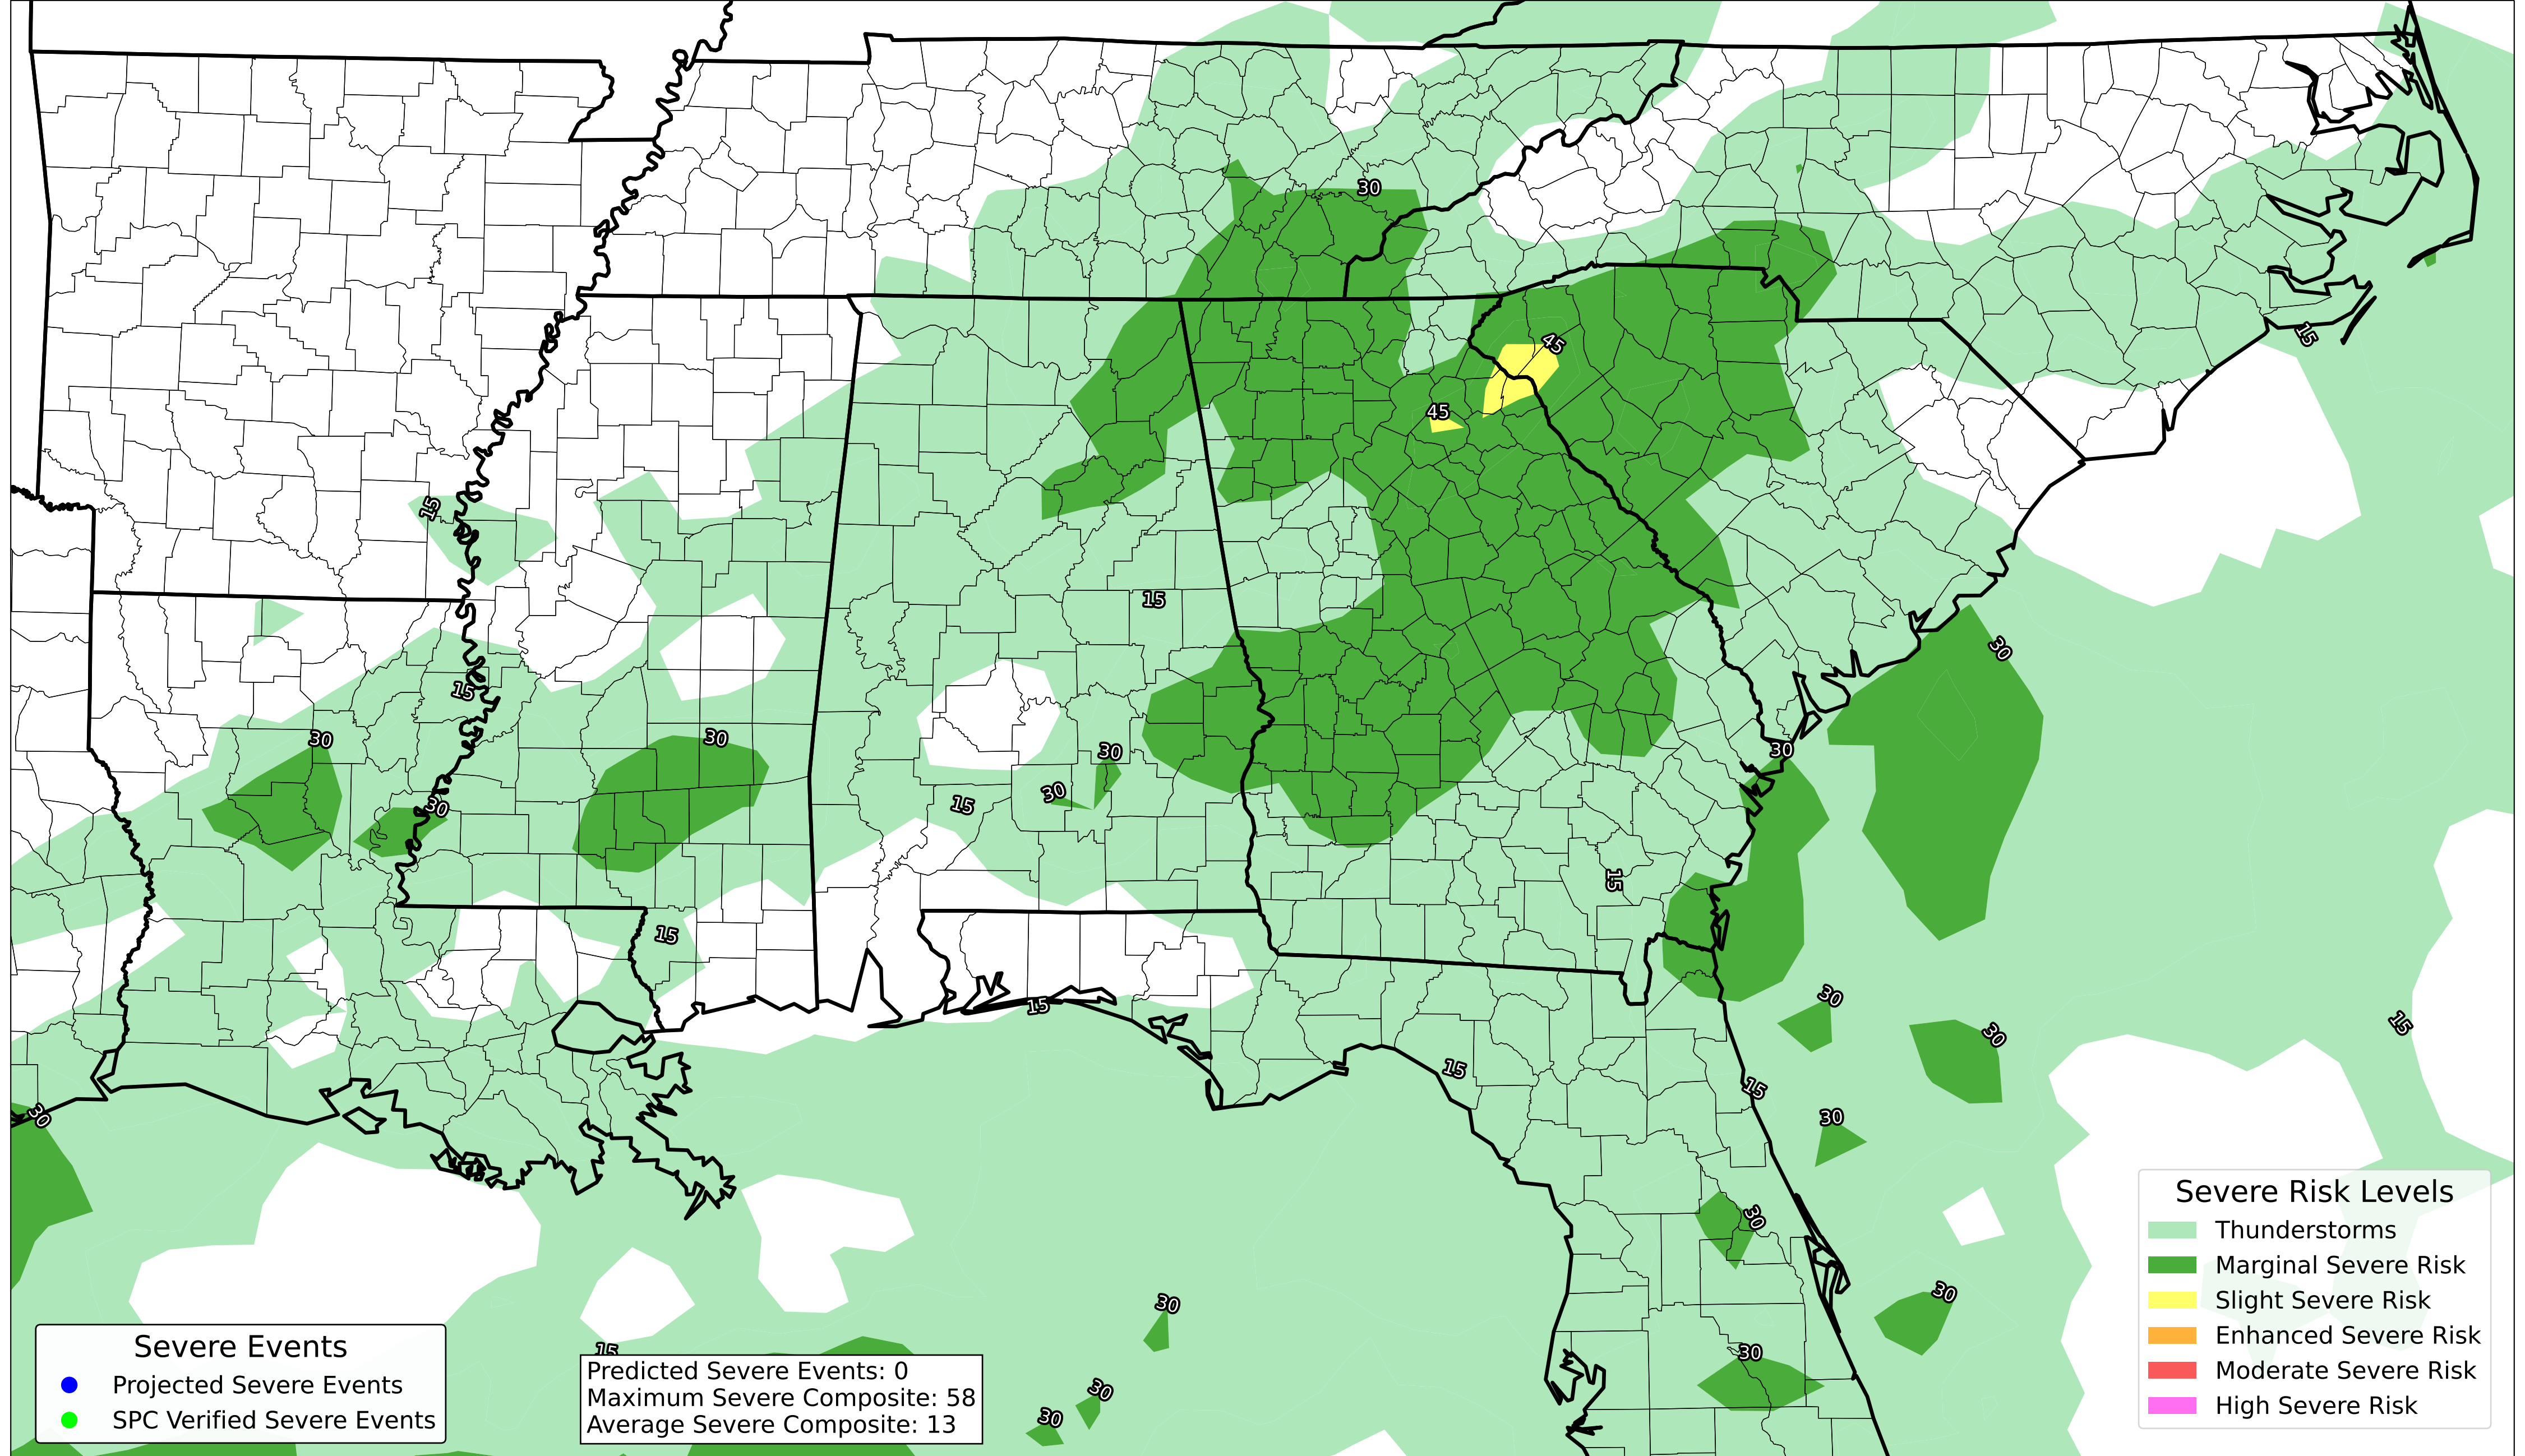 30
45
45
15
15
15
15
30
30
30
30
30
30
15
30
15
15
15
30
15
30
15
15
30
15
30
30
30
30
30
30
30
15
Severe Risk Levels
Thunderstorms
Marginal Severe Risk
Slight Severe Risk
Enhanced Severe Risk
Moderate Severe Risk
High Severe Risk
Severe Events
Projected Severe Events
SPC Verified Severe Events
Predicted Severe Events: 0
Maximum Severe Composite: 58
Average Severe Composite: 13